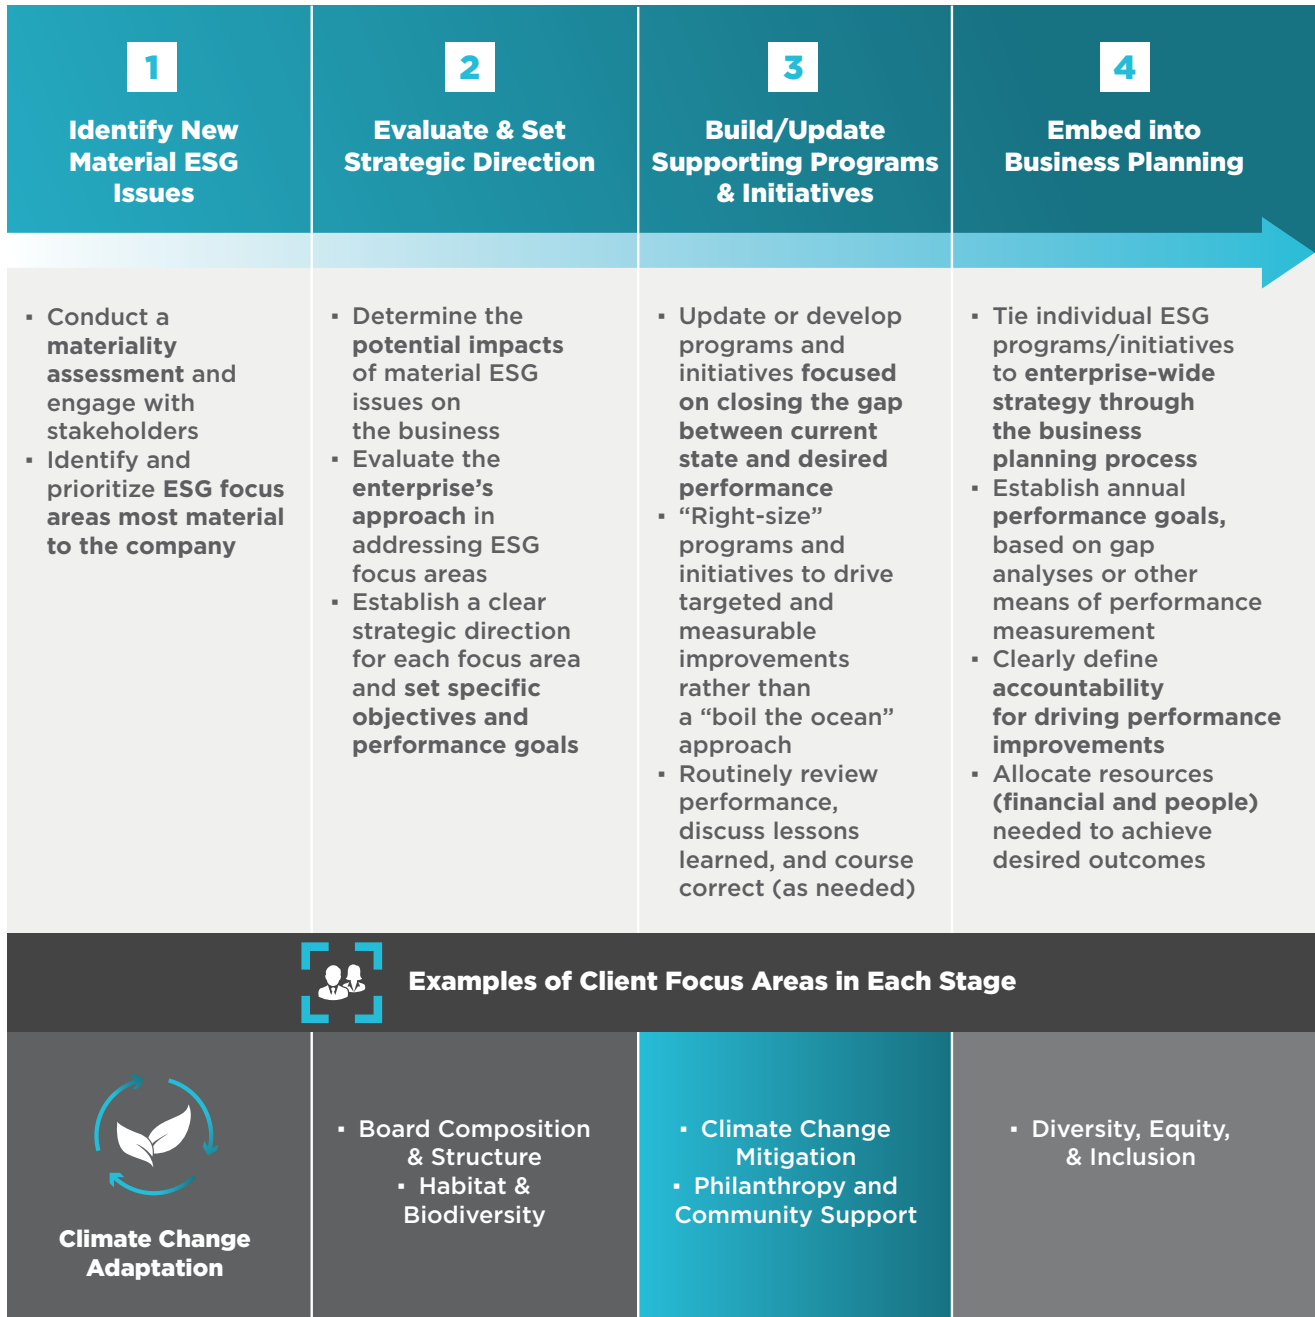 1
Identify New
Material ESG
Issues
2
Evaluate & Set
Strategic Direction
3
Build/Update
Supporting Programs
& Initiatives
4
Embed into
Business Planning
▪ Conduct a
materiality
assessment and
engage with
stakeholders
▪ Identify and
prioritize ESG focus
areas most material
to the company
▪ Determine the
potential impacts
of material ESG
issues on
the business
▪ Evaluate the
enterprise’s
approach in
addressing ESG
focus areas
▪ Establish a clear
strategic direction
for each focus area
and set specific
objectives and
performance goals
▪ Update or develop
programs and
initiatives focused
on closing the gap
between current
state and desired
performance
▪ “Right-size”
programs and
initiatives to drive
targeted and
measurable
improvements
rather than
a “boil the ocean”
approach
▪ Routinely review
performance,
discuss lessons
learned, and course
correct (as needed)
▪ Tie individual ESG
programs/initiatives
to enterprise-wide
strategy through
the business
planning process
▪ Establish annual
performance goals,
based on gap
analyses or other
means of performance
measurement
▪ Clearly define
accountability
for driving performance
improvements
▪ Allocate resources
(financial and people)
needed to achieve
desired outcomes
Examples of Client Focus Areas in Each Stage
Climate Change
Adaptation
▪ Board Composition
& Structure
▪ Habitat &
Biodiversity
▪ Climate Change
Mitigation
▪ Philanthropy and
Community Support
▪ Diversity, Equity,
& Inclusion